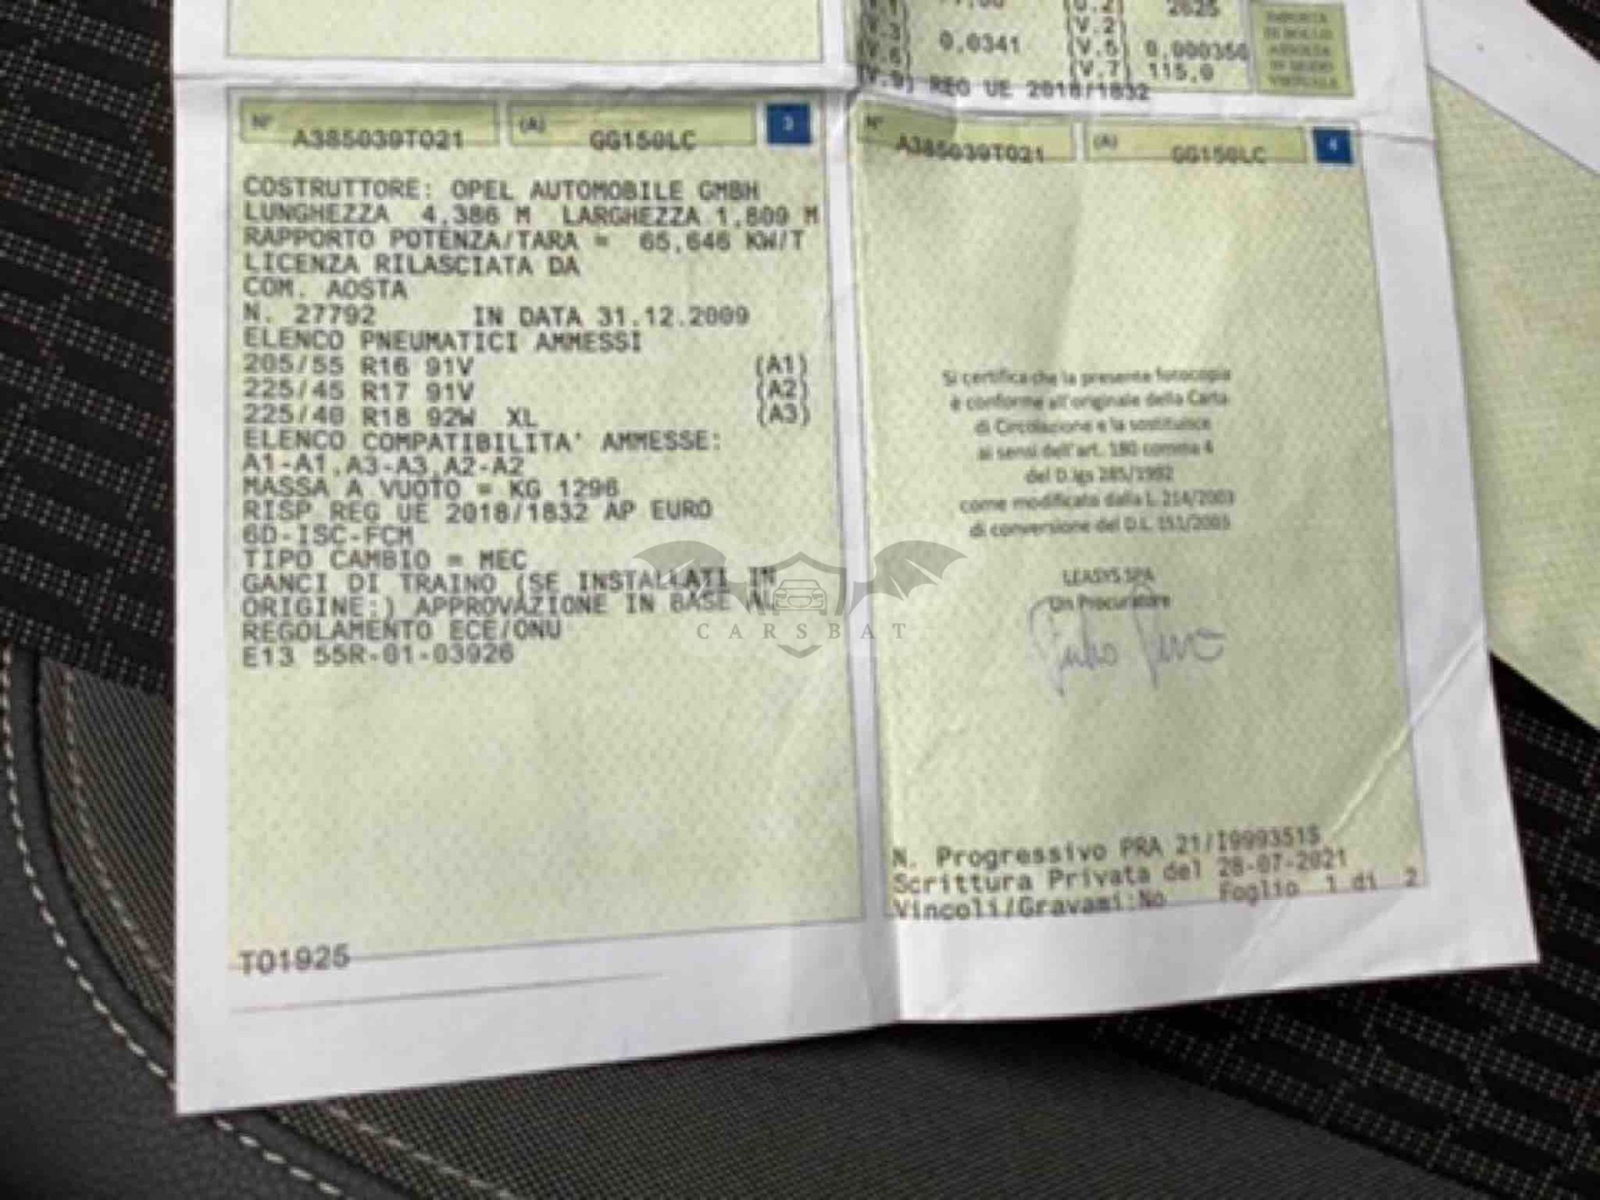 0,0341
(V.5) 0,000350
(V.7) 115,0
(V.9) REG UE 2018/1832
N° A385039T021 (A) GG150LC 3
COSTRUTTORE: OPEL AUTOMOBILE GMBH
LUNGHEZZA 4,386 M LARGHEZZA 1,809 M
RAPPORTO POTENZA/TARA = 65,646 KW/T
LICENZA RILASCIATA DA
COM. AOSTA
N. 27792 IN DATA 31.12.2009
ELENCO PNEUMATICI AMMESSI
205/55 R16 91V (A1)
225/45 R17 91V (A2)
225/40 R18 92W XL (A3)
ELENCO COMPATIBILITA' AMMESSE:
A1-A1,A3-A3,A2-A2
MASSA A VUOTO = KG 1296
RISP REG UE 2018/1832 AP EURO
6D-ISC-FCM
TIPO CAMBIO = MEC
GANCI DI TRAINO (SE INSTALLATI IN
ORIGINE:) APPROVAZIONE IN BASE AL
REGOLAMENTO ECE/ONU
E13 55R-01-03926
T01925
N° A385039T021 (A) GG150LC 4
Si certifica che la presente fotocopia
è conforme all'originale della Carta
di Circolazione e la sostituisce
ai sensi dell'art. 180 comma 4
del D.lgs 285/1992
come modificato dalla L. 214/2003
di conversione del D.L. 151/2003
LEASYS SPA
Un Procuratore
N. Progressivo PRA 21/I999351S
Scrittura Privata del 28-07-2021
Vincoli/Gravami:No Foglio 1 di 2
CARSBAT